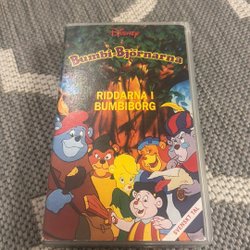 Disney
Bumbi-Björnarna
RIDDARNA I
BUMBIBORG
SVENSKT TAL